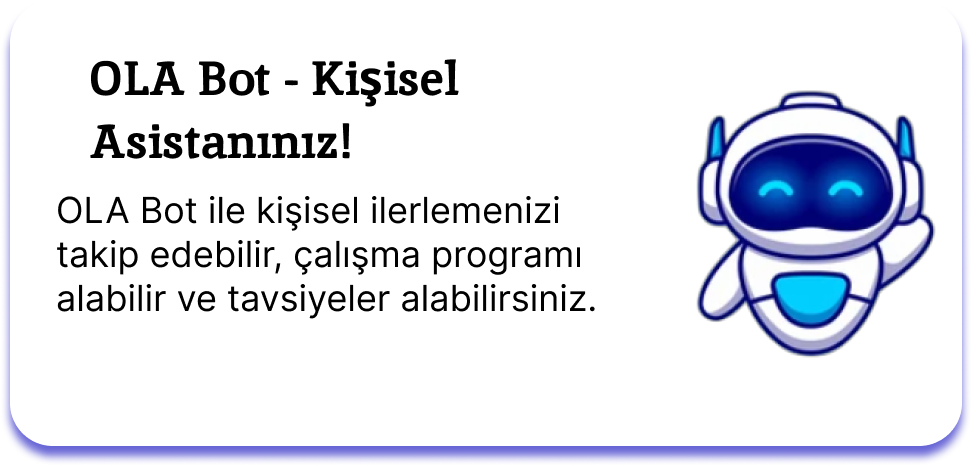 OLA Bot - Kişisel
Asistanınız!
OLA Bot ile kişisel ilerlemenizi
takip edebilir, çalışma programı
alabilir ve tavsiyeler alabilirsiniz.